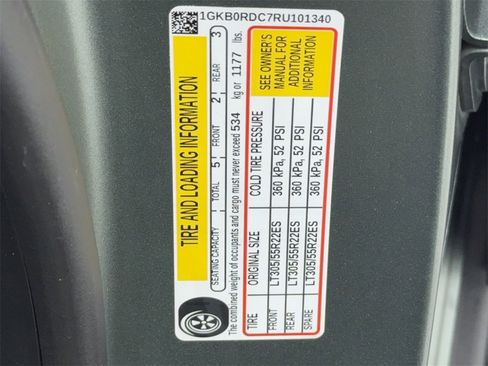 1GKB0RDC7RU101340
TIRE AND LOADING INFORMATION
SEATING CAPACITY | TOTAL 5 | FRONT 2 | REAR 3
The combined weight of occupants and cargo must never exceed 534 kg or 1177 lbs.
TIRE ORIGINAL SIZE COLD TIRE PRESSURE
FRONT LT305/55R22ES 360 kPa, 52 PSI
REAR LT305/55R22ES 360 kPa, 52 PSI
SPARE LT305/55R22ES 360 kPa, 52 PSI
SEE OWNER'S
MANUAL FOR
ADDITIONAL
INFORMATION